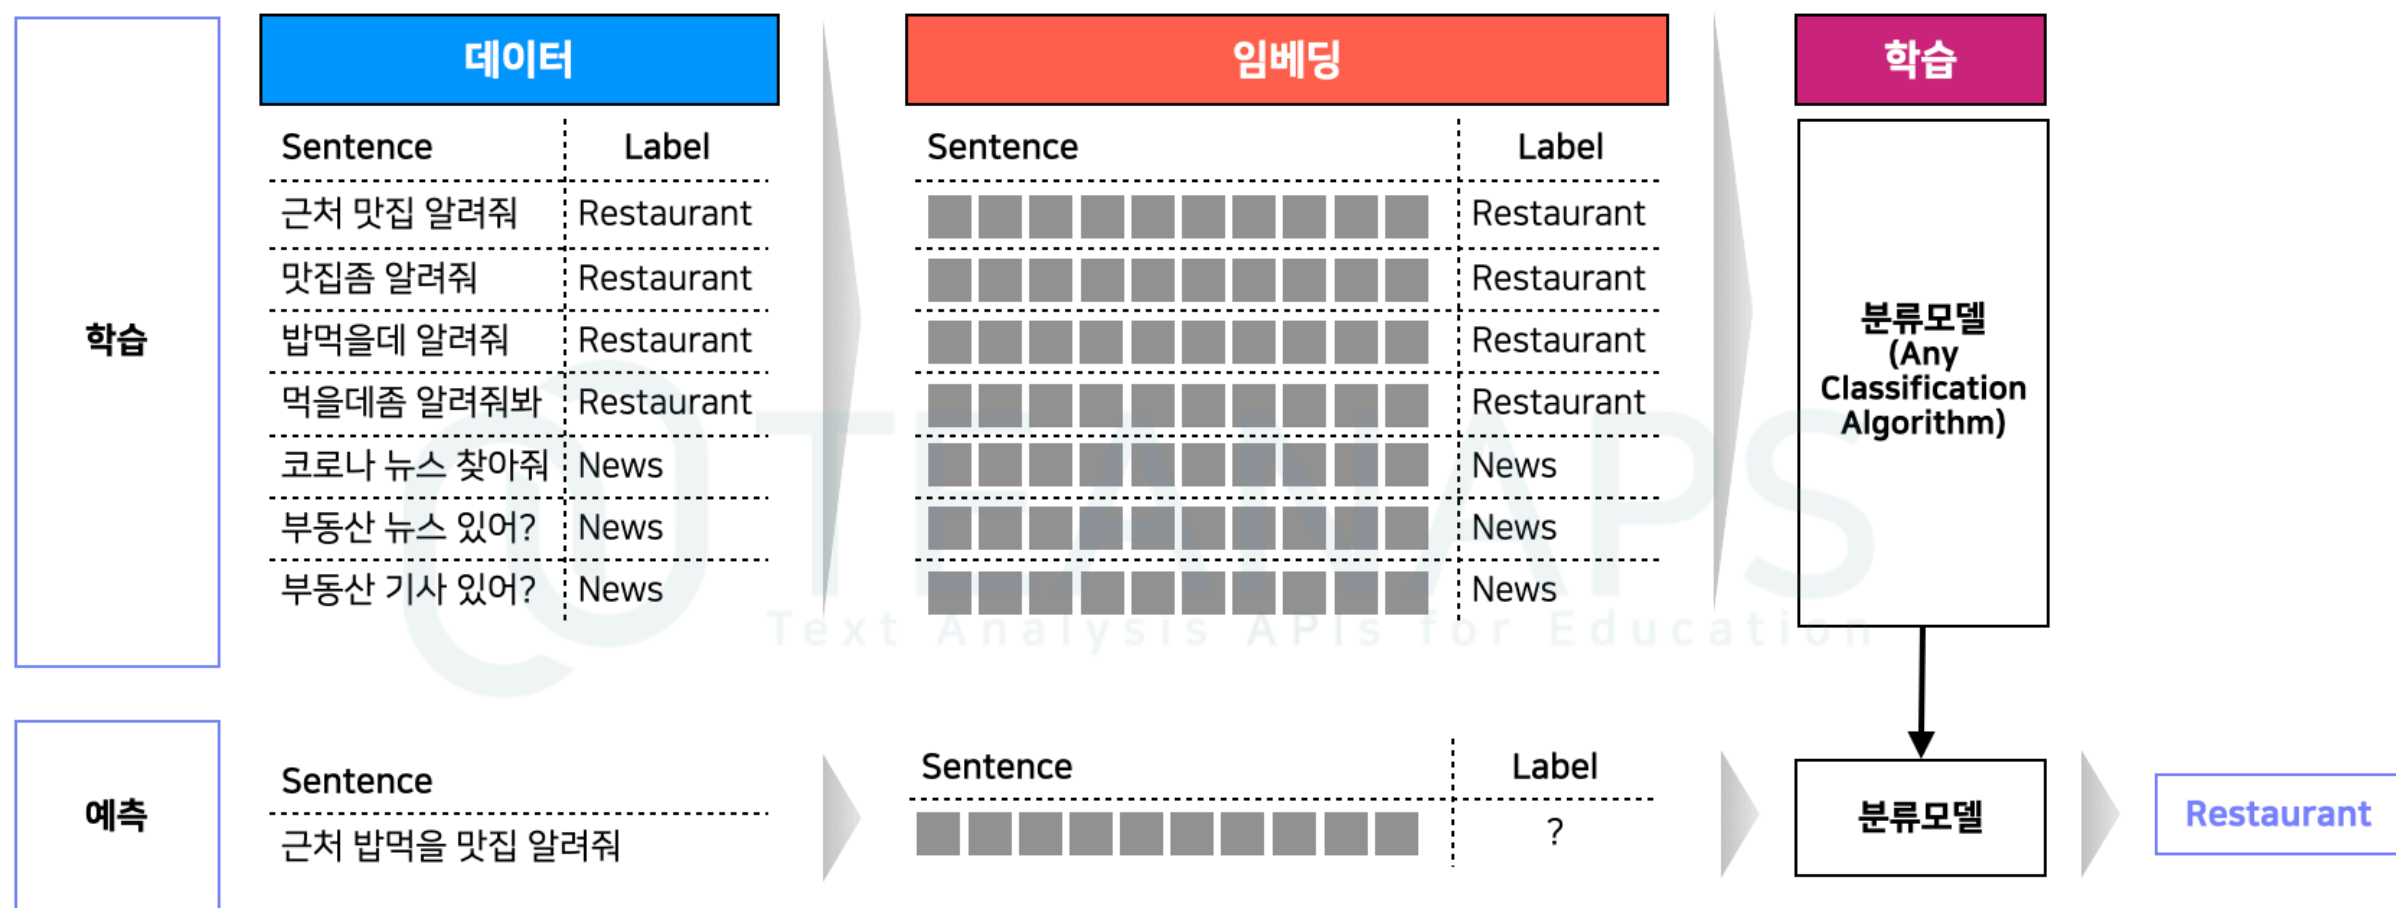 데이터
임베딩
학습
학습
Sentence Label
근처 맛집 알려줘 Restaurant
맛집좀 알려줘 Restaurant
밥먹을데 알려줘 Restaurant
먹을데좀 알려줘봐 Restaurant
코로나 뉴스 찾아줘 News
부동산 뉴스 있어? News
부동산 기사 있어? News
Sentence Label
Restaurant
Restaurant
Restaurant
Restaurant
News
News
News
분류모델
(Any
Classification
Algorithm)
@TEANAPS
Text Analysis APIs for Education
예측
Sentence
근처 밥먹을 맛집 알려줘
Sentence Label
?
분류모델
Restaurant